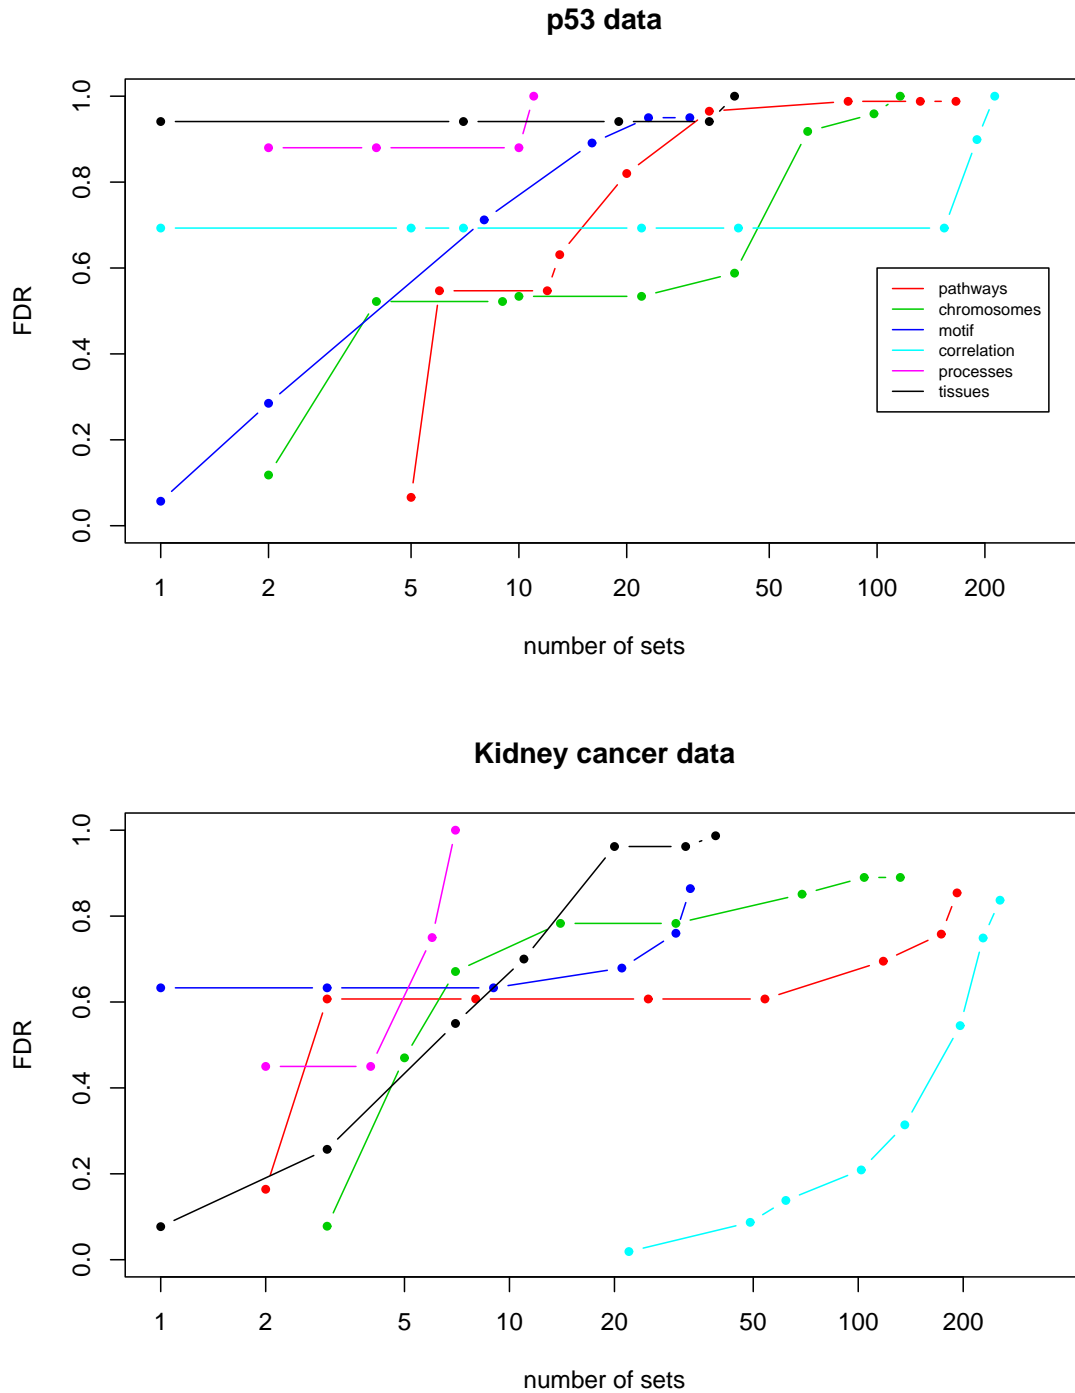 p53 data
1.0
0.8
0.6
0.4
0.2
0.0
FDR
pathways
chromosomes
motif
correlation
processes
tissues
1 2 5 10 20 50 100 200
number of sets
Kidney cancer data
1.0
0.8
0.6
0.4
0.2
0.0
FDR
1 2 5 10 20 50 100 200
number of sets